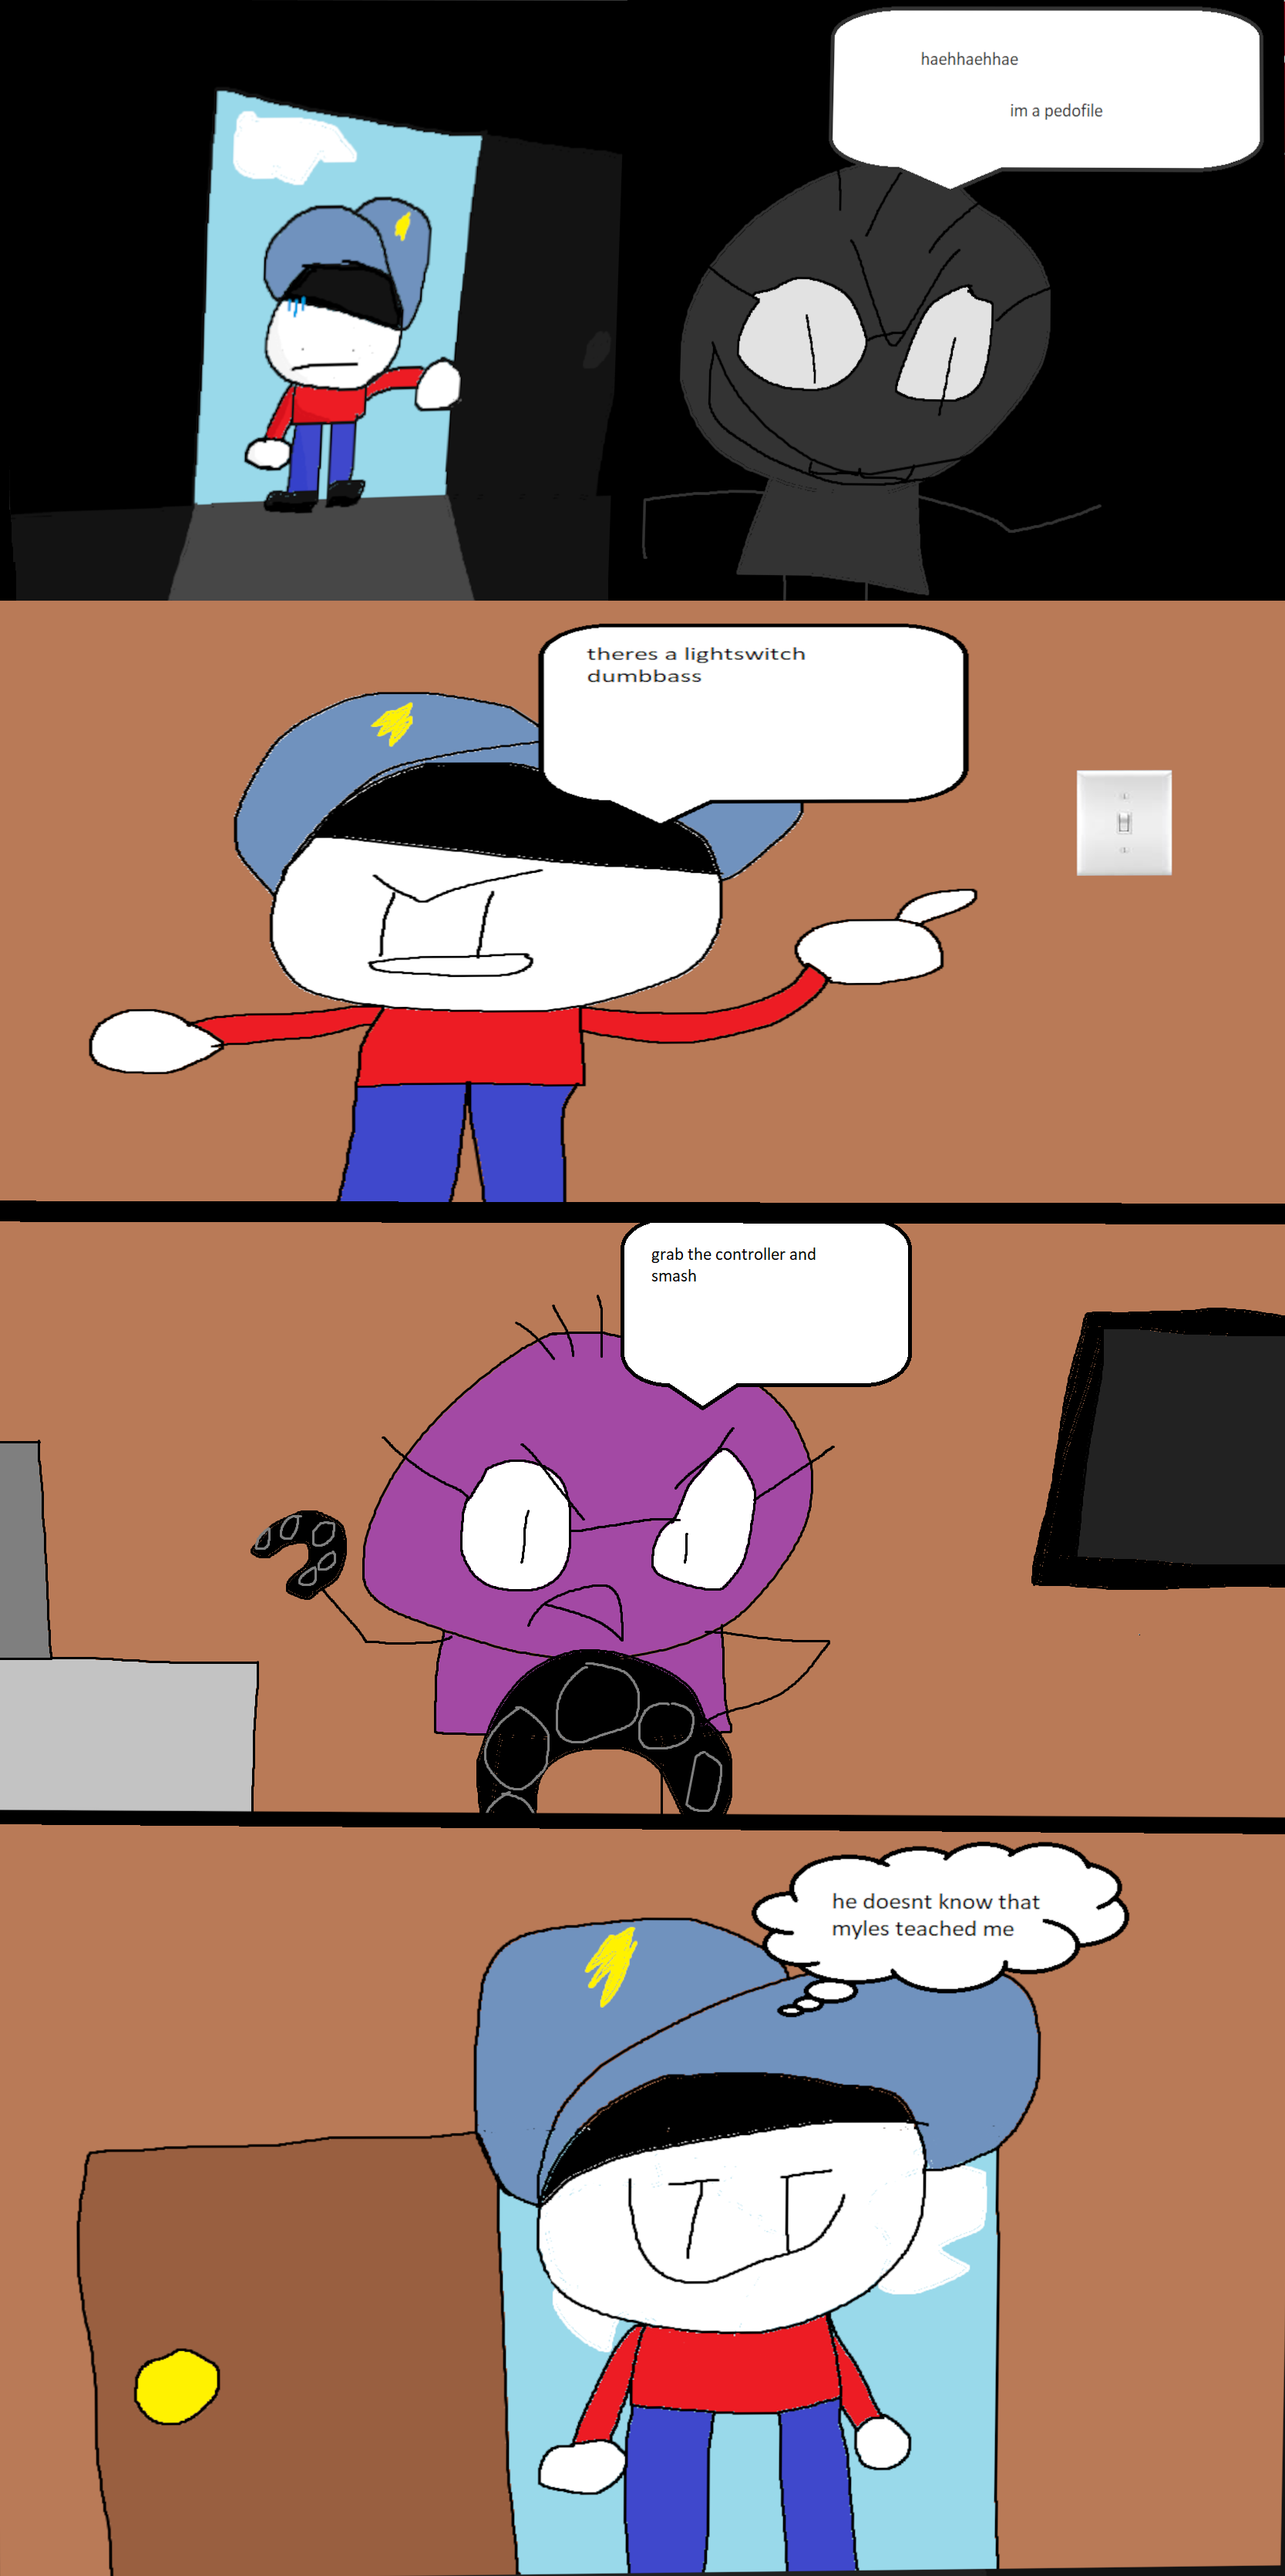 haehhaehhae
im a pedofile
theres a lightswitch
dumbbass
grab the controller and
smash
he doesnt know that
myles teached me